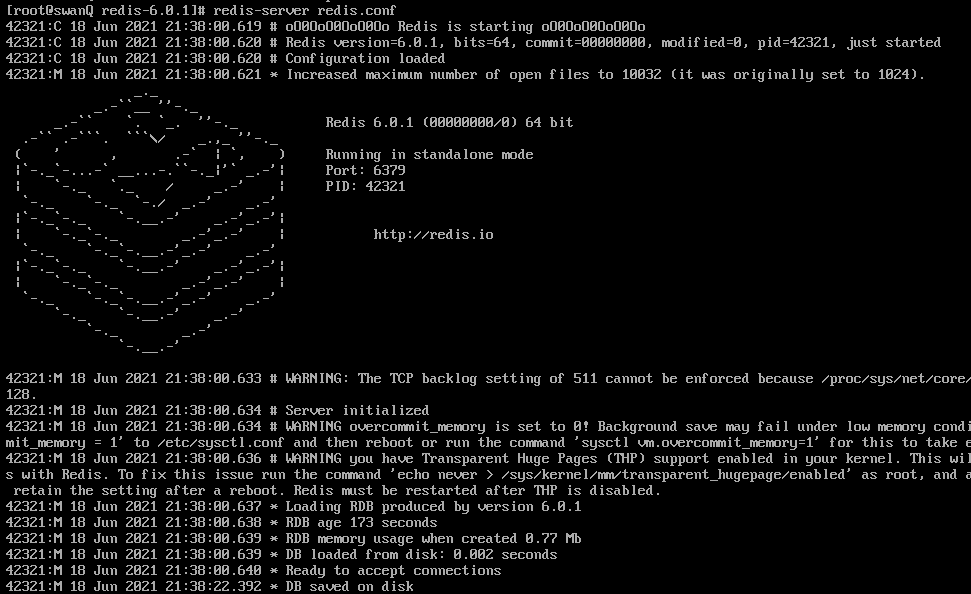 [root@swanQ redis-6.0.1]# redis-server redis.conf
42321:C 18 Jun 2021 21:38:00.619 # oO0OoO0OoO0Oo Redis is starting oO0OoO0OoO0Oo
42321:C 18 Jun 2021 21:38:00.620 # Redis version=6.0.1, bits=64, commit=00000000, modified=0, pid=42321, just started
42321:C 18 Jun 2021 21:38:00.620 # Configuration loaded
42321:M 18 Jun 2021 21:38:00.621 * Increased maximum number of open files to 10032 (it was originally set to 1024).
Redis 6.0.1 (00000000/0) 64 bit
Running in standalone mode
Port: 6379
PID: 42321
http://redis.io
42321:M 18 Jun 2021 21:38:00.633 # WARNING: The TCP backlog setting of 511 cannot be enforced because /proc/sys/net/core/
128.
42321:M 18 Jun 2021 21:38:00.634 # Server initialized
42321:M 18 Jun 2021 21:38:00.634 # WARNING overcommit_memory is set to 0! Background save may fail under low memory condi
mit_memory = 1' to /etc/sysctl.conf and then reboot or run the command 'sysctl vm.overcommit_memory=1' for this to take e
42321:M 18 Jun 2021 21:38:00.636 # WARNING you have Transparent Huge Pages (THP) support enabled in your kernel. This wil
s with Redis. To fix this issue run the command 'echo never > /sys/kernel/mm/transparent_hugepage/enabled' as root, and a
retain the setting after a reboot. Redis must be restarted after THP is disabled.
42321:M 18 Jun 2021 21:38:00.637 * Loading RDB produced by version 6.0.1
42321:M 18 Jun 2021 21:38:00.638 * RDB age 173 seconds
42321:M 18 Jun 2021 21:38:00.639 * RDB memory usage when created 0.77 Mb
42321:M 18 Jun 2021 21:38:00.639 * DB loaded from disk: 0.002 seconds
42321:M 18 Jun 2021 21:38:00.640 * Ready to accept connections
42321:M 18 Jun 2021 21:38:22.392 * DB saved on disk